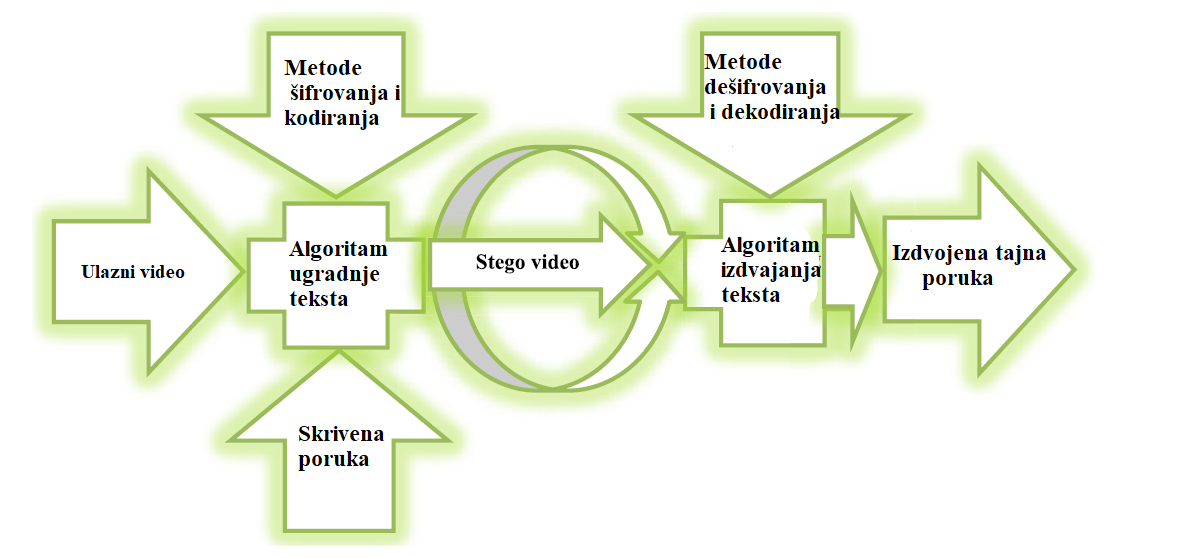 Metode
šifrovanja i
kodiranja
Metode
dešifrovanja
i dekodiranja
Ulazni video
Algoritam
ugradnje
teksta
Stego video
Algoritam
izdvajanja
teksta
Izdvojena tajna
poruka
Skrivena
poruka